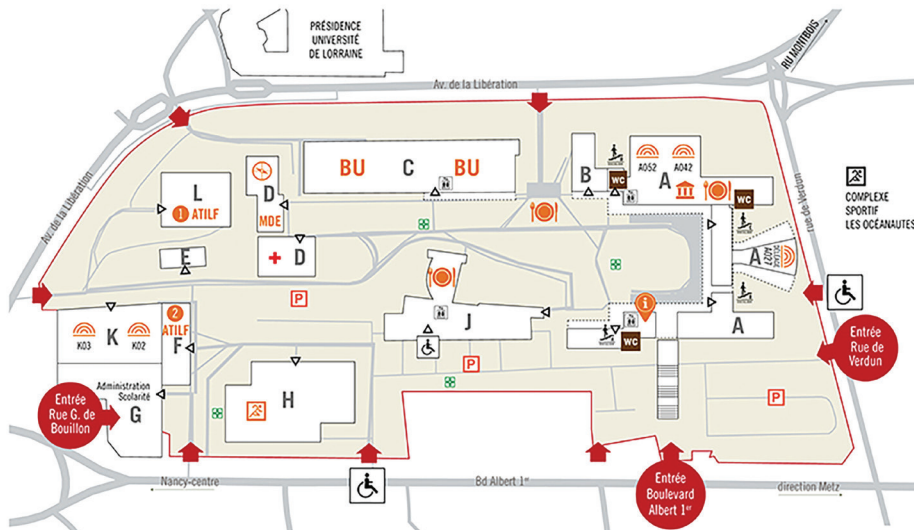 PRÉSIDENCE
UNIVERSITÉ
DE LORRAINE
RU MONTBOIS
Av. de la Libération
Av. de la Libération
rue de Verdun
BU C BU
B
A052 A042
A
WC
WC
COMPLEXE
SPORTIF
LES OCÉANAUTES
L
1 ATILF
D
MDE
D
E
A
DÉLÉAGE
A027
P
i
J
A
WC
K
K03 K02
2
ATILF
F
Administration
Scolarité
G
H
P
P
Entrée
Rue de
Verdun
Entrée
Rue G. de
Bouillon
Entrée
Boulevard
Albert 1er
Nancy-centre
Bd Albert 1er
direction Metz